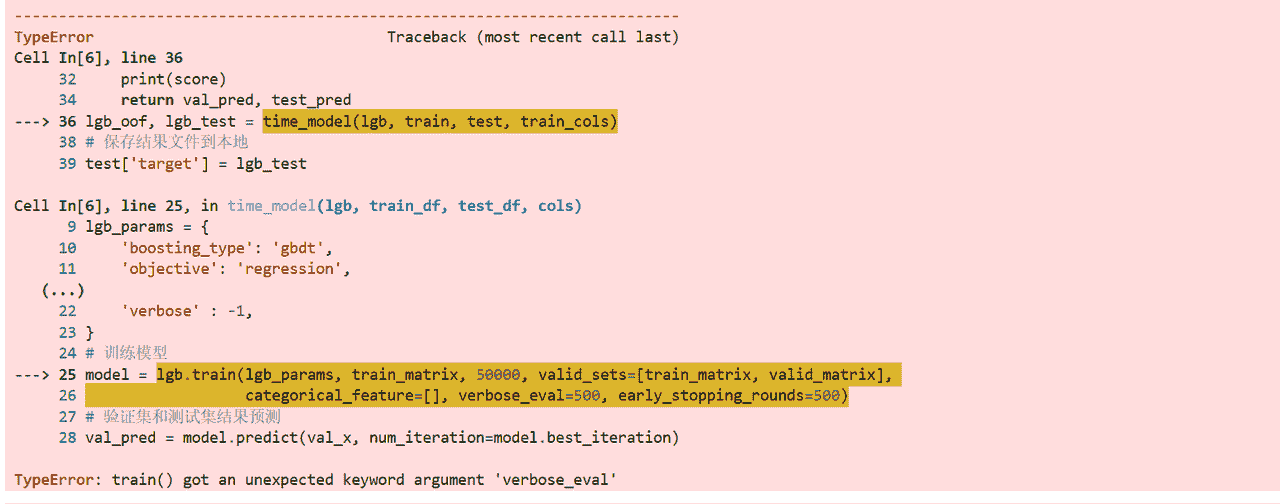 ---------------------------------------------------------------------------
TypeError                                 Traceback (most recent call last)
Cell In[6], line 36
     32     print(score)
     34     return val_pred, test_pred
---> 36 lgb_oof, lgb_test = time_model(lgb, train, test, train_cols)
     38 # 保存结果文件到本地
     39 test['target'] = lgb_test
Cell In[6], line 25, in time_model(lgb, train_df, test_df, cols)
      9 lgb_params = {
     10     'boosting_type': 'gbdt',
     11     'objective': 'regression',
   (...)
     22     'verbose' : -1,
     23 }
     24 # 训练模型
---> 25 model = lgb.train(lgb_params, train_matrix, 50000, valid_sets=[train_matrix, valid_matrix],
     26                   categorical_feature=[], verbose_eval=500, early_stopping_rounds=500)
     27 # 验证集和测试集结果预测
     28 val_pred = model.predict(val_x, num_iteration=model.best_iteration)
TypeError: train() got an unexpected keyword argument 'verbose_eval'